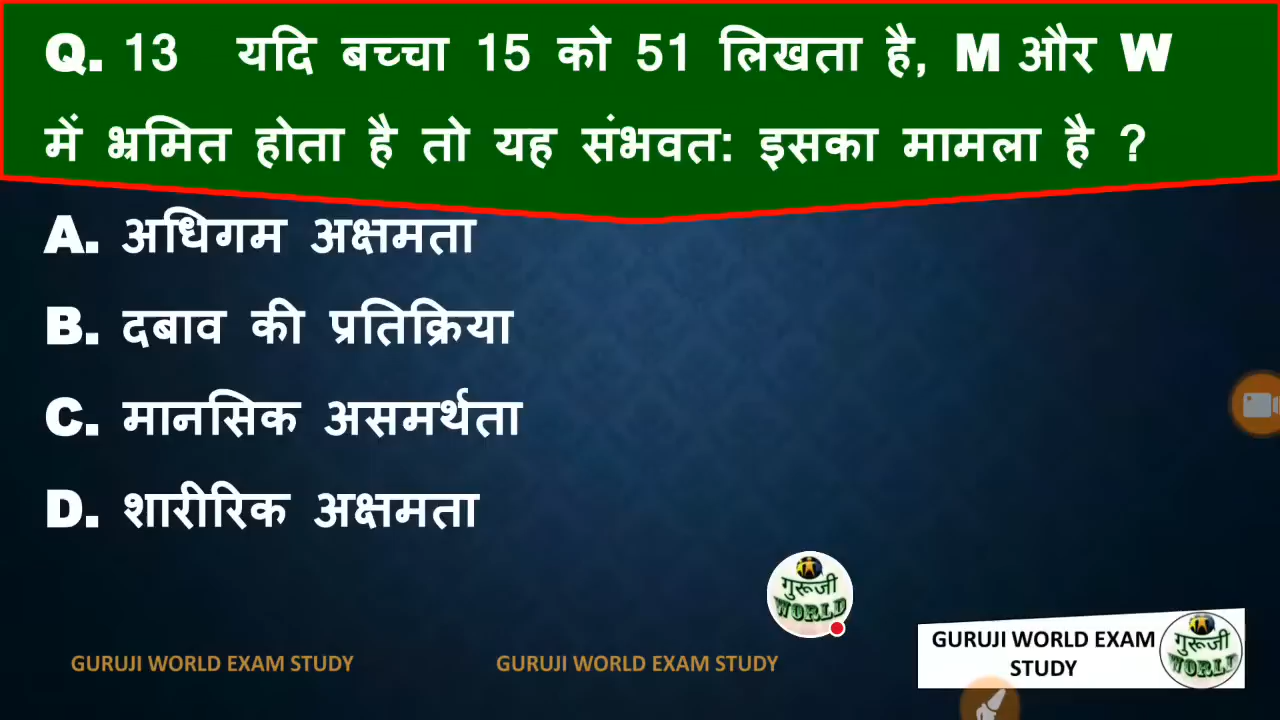 Q. 13 यदि बच्चा 15 को 51 लिखता है, M और W
में भ्रमित होता है तो यह संभवत: इसका मामला है ?
A. अधिगम अक्षमता
B. दबाव की प्रतिक्रिया
C. मानसिक असमर्थता
D. शारीरिक अक्षमता
गुरूजी
WORLD
GURUJI WORLD EXAM STUDY
GURUJI WORLD EXAM STUDY
GURUJI WORLD EXAM
STUDY
गुरूजी
WORLD